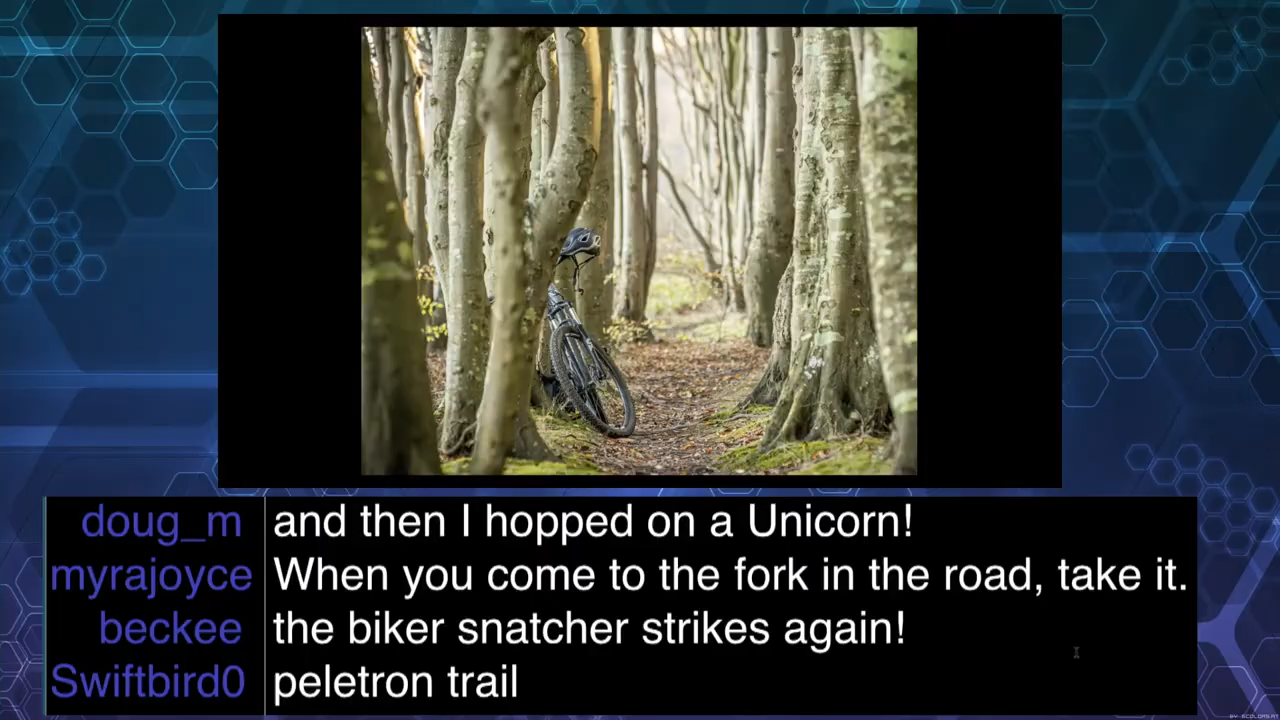 doug_m and then I hopped on a Unicorn!
myrajoyce When you come to the fork in the road, take it.
beckee the biker snatcher strikes again!
Swiftbird0 peletron trail